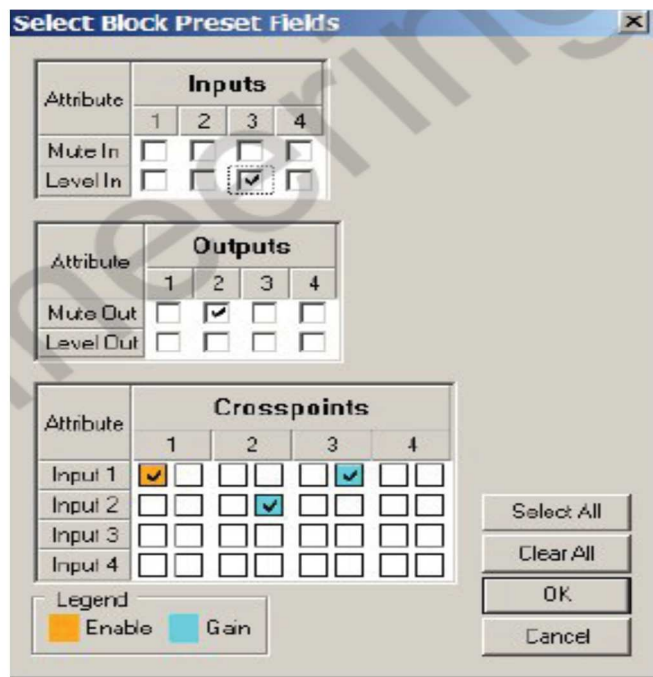 Select Block Preset Fields
Attribute Inputs
1 2 3 4
Mute In
Level In
Attribute Outputs
1 2 3 4
Mute Out
Level Out
Attribute Crosspoints
1 2 3 4
Input 1
Input 2
Input 3
Input 4
Select All
Clear All
OK
Cancel
Legend
Enable Gain
neering